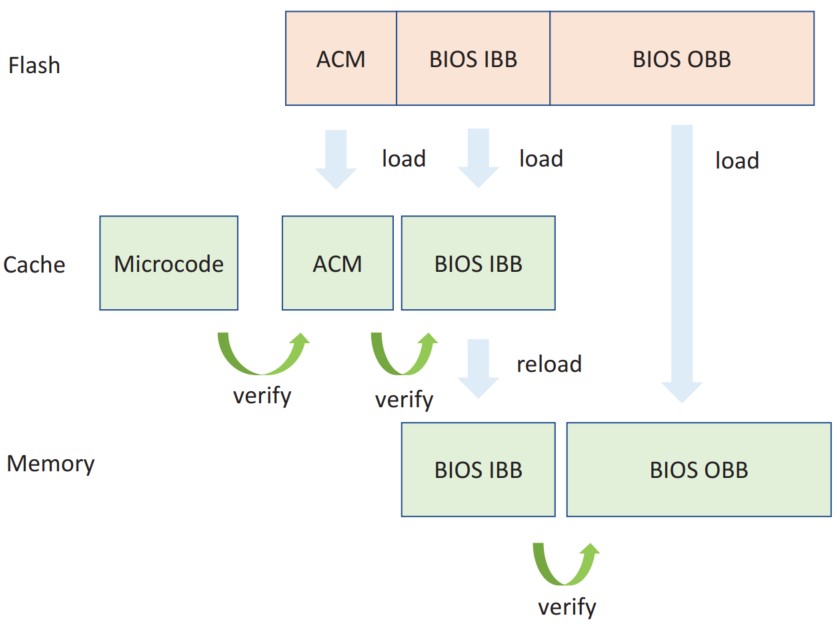 Flash
ACM
BIOS IBB
BIOS OBB
load
load
load
Cache
Microcode
ACM
BIOS IBB
verify
verify
reload
Memory
BIOS IBB
BIOS OBB
verify